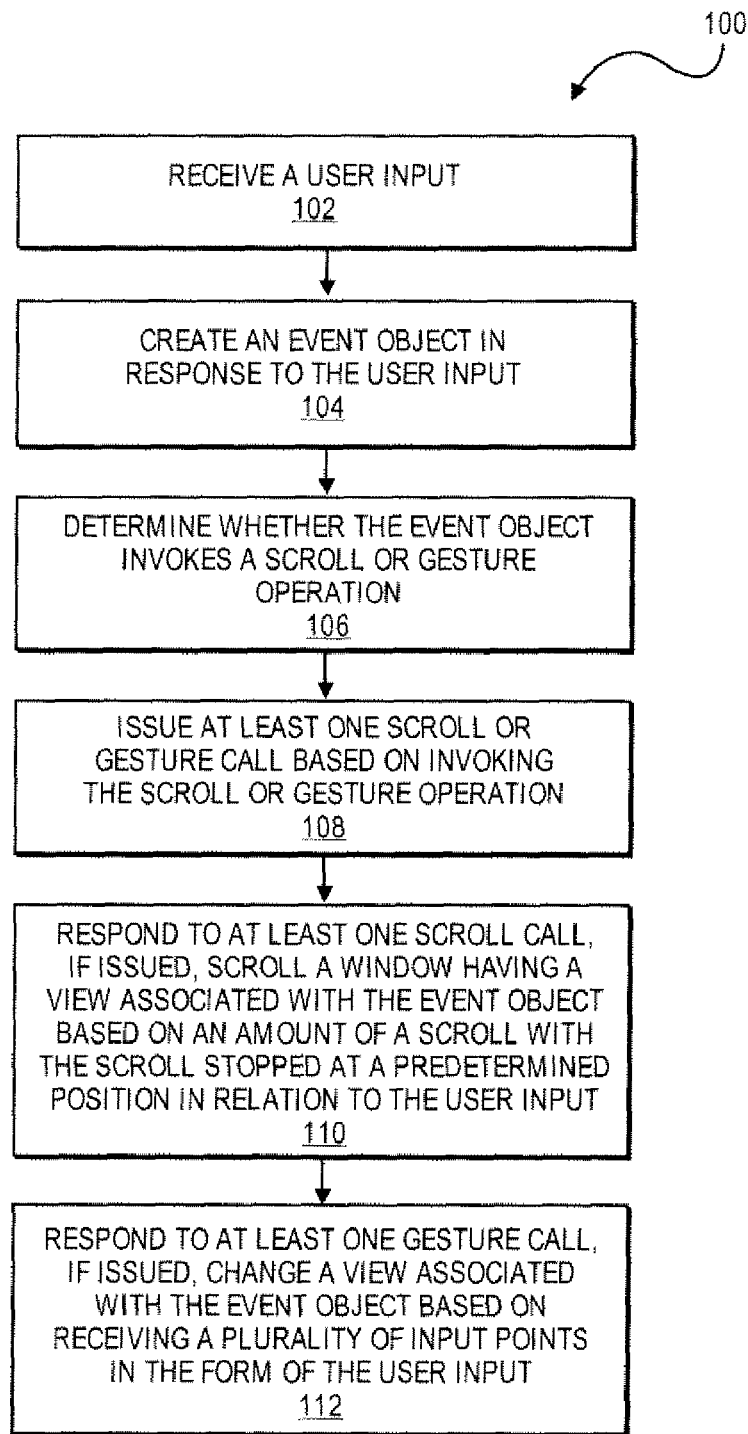 100
RECEIVE A USER INPUT
102
CREATE AN EVENT OBJECT IN
RESPONSE TO THE USER INPUT
104
DETERMINE WHETHER THE EVENT OBJECT
INVOKES A SCROLL OR GESTURE
OPERATION
106
ISSUE AT LEAST ONE SCROLL OR
GESTURE CALL BASED ON INVOKING
THE SCROLL OR GESTURE OPERATION
108
RESPOND TO AT LEAST ONE SCROLL CALL,
IF ISSUED, SCROLL A WINDOW HAVING A
VIEW ASSOCIATED WITH THE EVENT OBJECT
BASED ON AN AMOUNT OF A SCROLL WITH
THE SCROLL STOPPED AT A PREDETERMINED
POSITION IN RELATION TO THE USER INPUT
110
RESPOND TO AT LEAST ONE GESTURE CALL,
IF ISSUED, CHANGE A VIEW ASSOCIATED
WITH THE EVENT OBJECT BASED ON
RECEIVING A PLURALITY OF INPUT POINTS
IN THE FORM OF THE USER INPUT
112